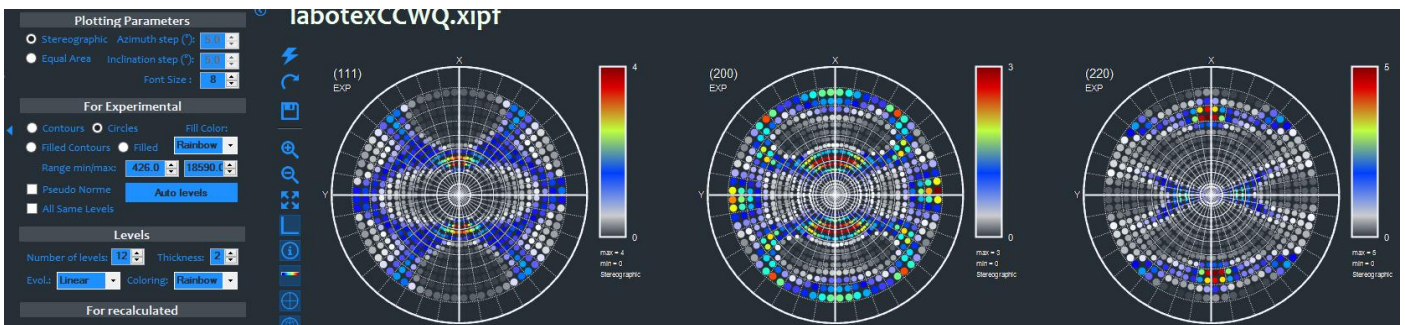 labotexCCWQ.xipf
Plotting Parameters
Stereographic Azimuth step (°): 5.0
Equal Area Inclination step (°): 5.0
Font Size : 8
For Experimental
Contours Circles Fill Color:
Filled Contours Filled Rainbow
Range min/max: 426.0 18590.0
Pseudo Norme Auto levels
All Same Levels
Levels
Number of levels: 12 Thickness: 2
Evol.: Linear Coloring: Rainbow
For recalculated
(111)
EXP
X
Y
4
0
max = 4
min = 0
Stereographic
(200)
EXP
X
Y
3
0
max = 3
min = 0
Stereographic
(220)
EXP
X
Y
5
0
max = 5
min = 0
Stereographic